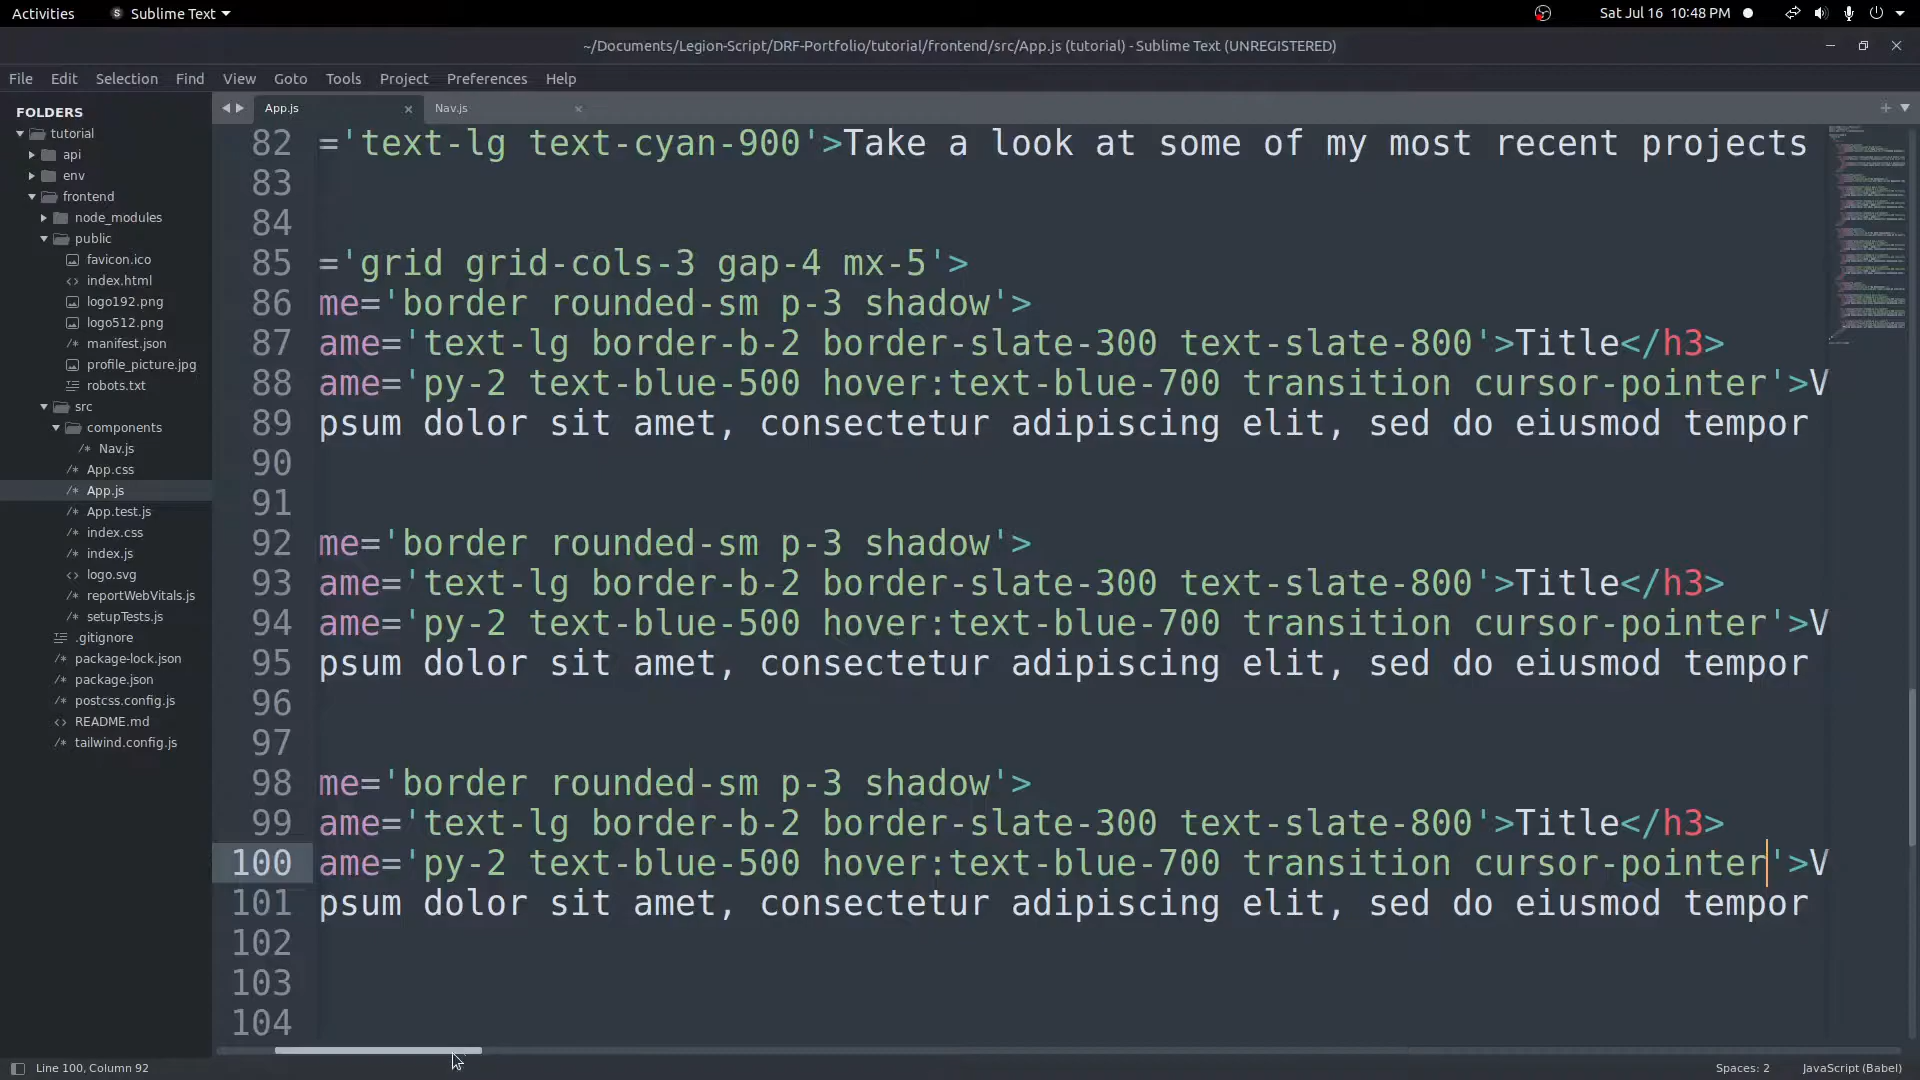 Activities
Sublime Text
Sat Jul 16 10:48 PM
~/Documents/Legion-Script/DRF-Portfolio/tutorial/frontend/src/App.js (tutorial) - Sublime Text (UNREGISTERED)
File Edit Selection Find View Goto Tools Project Preferences Help
FOLDERS
tutorial
api
env
frontend
node_modules
public
favicon.ico
index.html
logo192.png
logo512.png
manifest.json
profile_picture.jpg
robots.txt
src
components
Nav.js
App.css
App.js
App.test.js
index.css
index.js
logo.svg
reportWebVitals.js
setupTests.js
.gitignore
package-lock.json
package.json
postcss.config.js
README.md
tailwind.config.js
App.js
Nav.js
82 ='text-lg text-cyan-900'>Take a look at some of my most recent projects
83
84
85 ='grid grid-cols-3 gap-4 mx-5'>
86 me='border rounded-sm p-3 shadow'>
87 ame='text-lg border-b-2 border-slate-300 text-slate-800'>Title</h3>
88 ame='py-2 text-blue-500 hover:text-blue-700 transition cursor-pointer'>V
89 psum dolor sit amet, consectetur adipiscing elit, sed do eiusmod tempor
90
91
92 me='border rounded-sm p-3 shadow'>
93 ame='text-lg border-b-2 border-slate-300 text-slate-800'>Title</h3>
94 ame='py-2 text-blue-500 hover:text-blue-700 transition cursor-pointer'>V
95 psum dolor sit amet, consectetur adipiscing elit, sed do eiusmod tempor
96
97
98 me='border rounded-sm p-3 shadow'>
99 ame='text-lg border-b-2 border-slate-300 text-slate-800'>Title</h3>
100 ame='py-2 text-blue-500 hover:text-blue-700 transition cursor-pointer'>V
101 psum dolor sit amet, consectetur adipiscing elit, sed do eiusmod tempor
102
103
104
Line 100, Column 92
Spaces: 2
JavaScript (Babel)